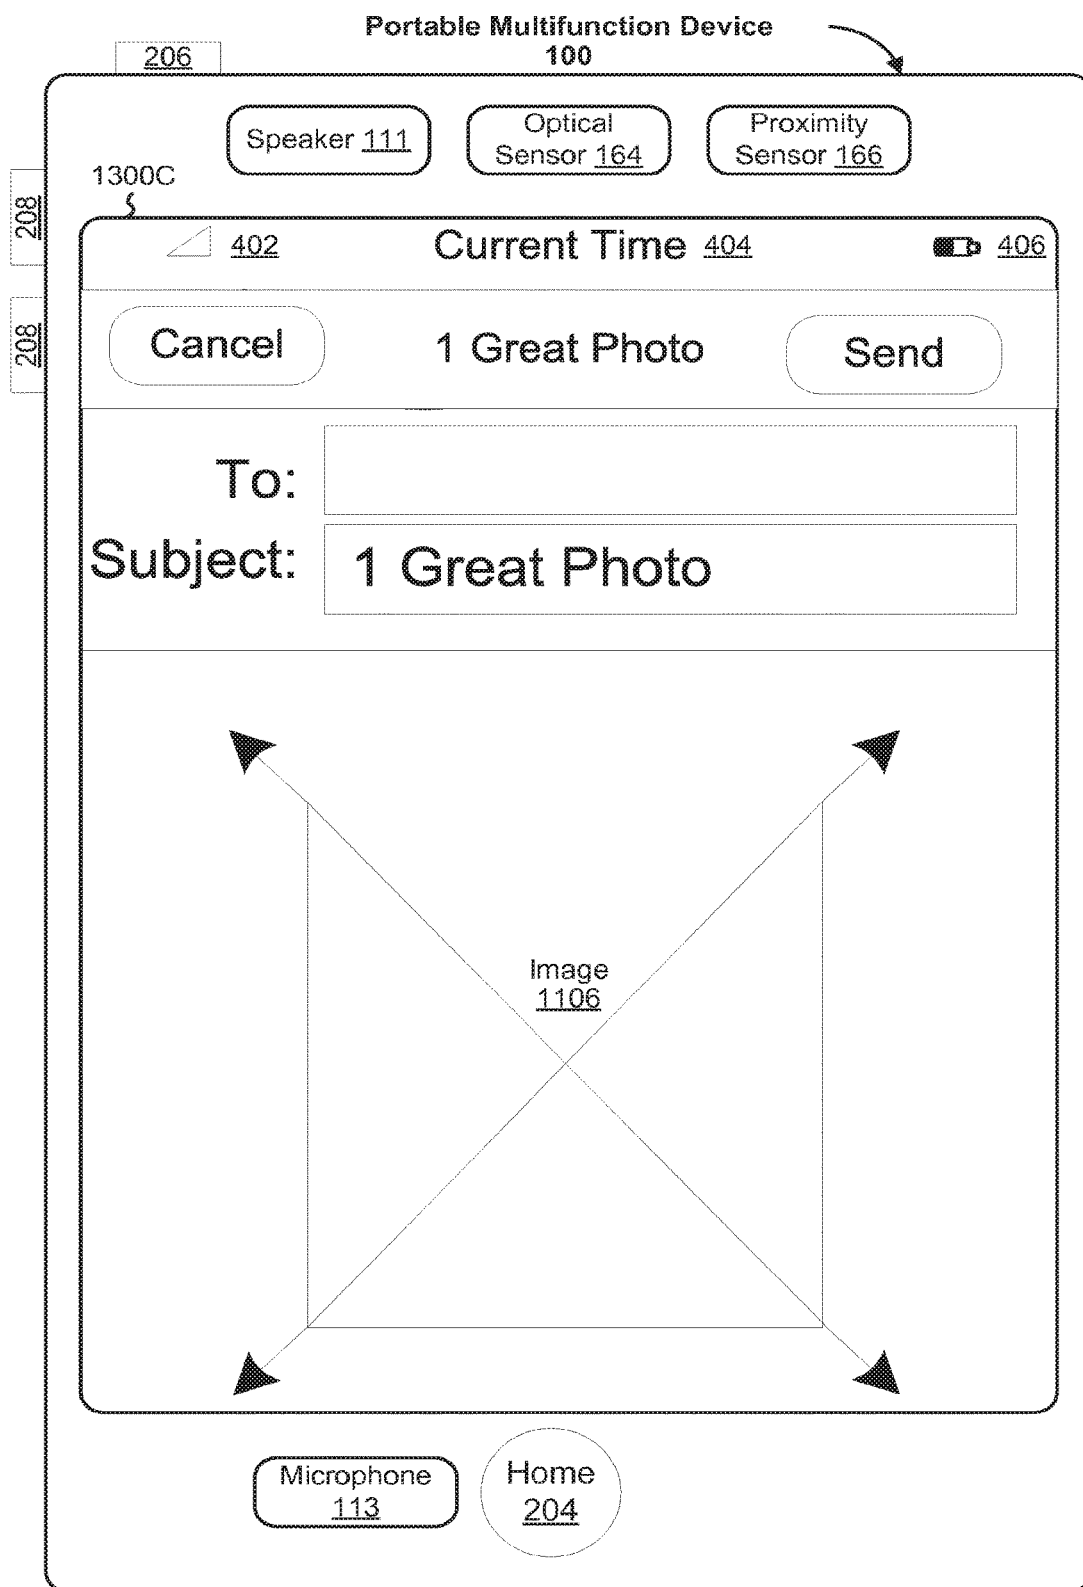 Portable Multifunction Device
100
206
Speaker 111
Optical
Sensor 164
Proximity
Sensor 166
1300C
208
402
Current Time 404
406
208
Cancel
1 Great Photo
Send
To:
Subject:
1 Great Photo
Image
1106
Microphone
113
Home
204